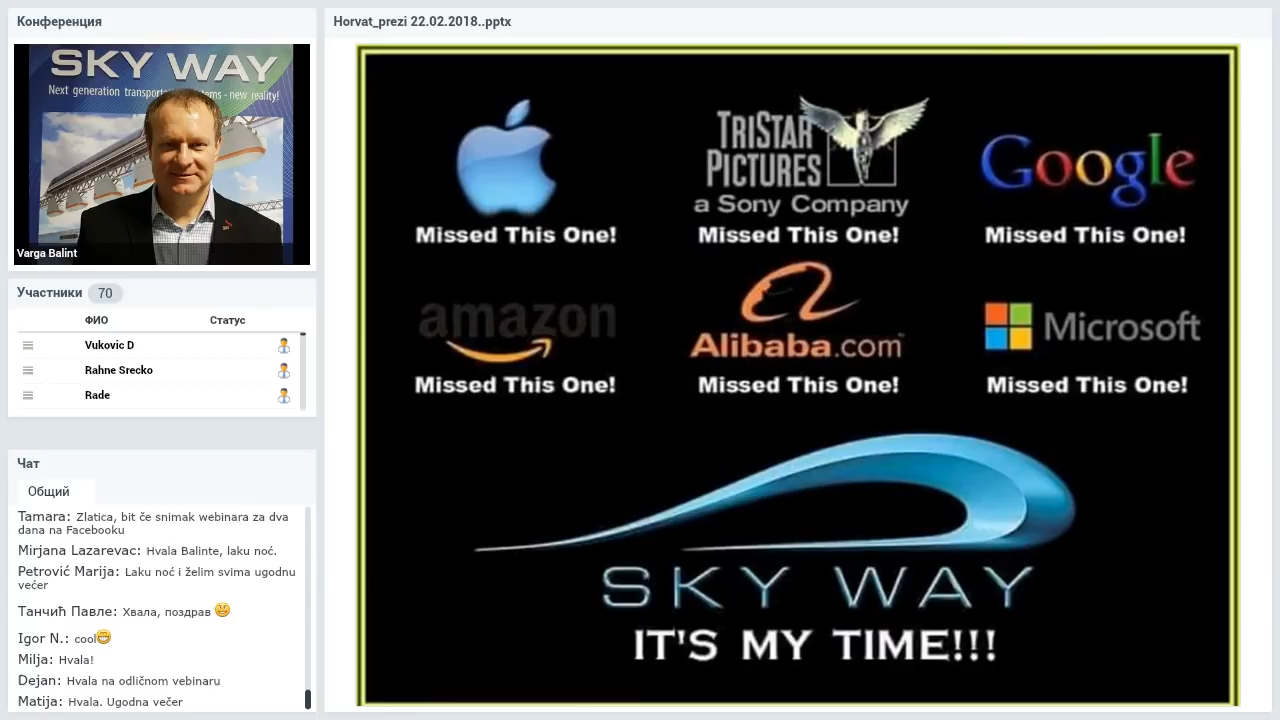 Конференция
SKY WAY
Next generation
- new reality!
Varga Balint
Участники 70
ФИО Статус
Vukovic D
Rahne Srecko
Rade
Чат
Общий
Tamara: Zlatica, bit če snimak webinara za dva
dana na Facebooku
Mirjana Lazarevac: Hvala Balinte, laku noć.
Petrović Marija: Laku noć i želim svima ugodnu
većer
Танчић Павле: Хвала, поздрав
Igor N.: cool
Milja: Hvala!
Dejan: Hvala na odličnom vebinaru
Matija: Hvala. Ugodna večer
Horvat_prezi 22.02.2018..pptx
TRISTAR
PICTURES
a Sony Company
Google
Missed This One! Missed This One! Missed This One!
amazon
Alibaba.com
Microsoft
Missed This One! Missed This One! Missed This One!
SKY WAY
IT'S MY TIME!!!